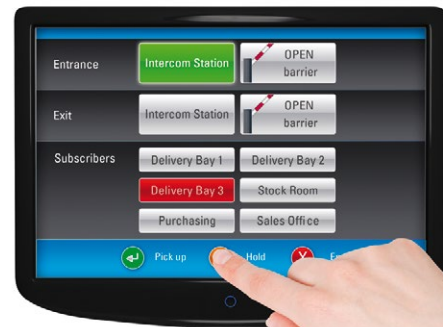 Entrance
Intercom Station
OPEN
barrier
Exit
Intercom Station
OPEN
barrier
Subscribers
Delivery Bay 1
Delivery Bay 2
Delivery Bay 3
Stock Room
Purchasing
Sales Office
Pick up
Hold